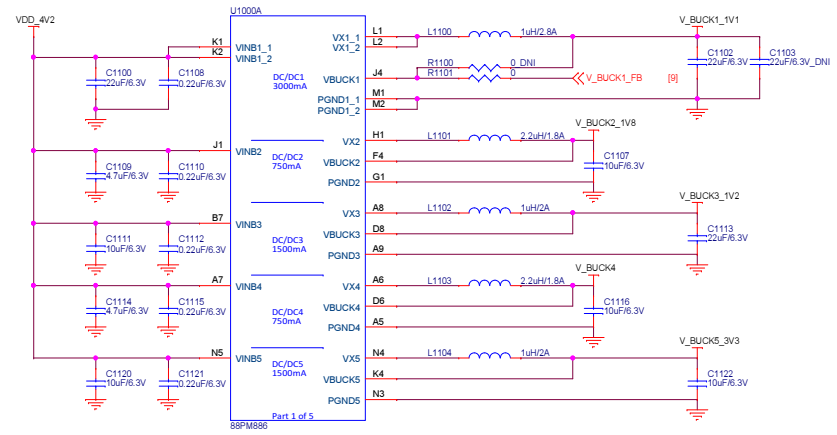 VDD_4V2
U1000A
K1
K2
VINB1_1
VINB1_2
C1100
22uF/6.3V
C1108
0.22uF/6.3V
DC/DC1
3000mA
VX1_1
VX1_2
L1
L2
L1100
1uH/2.8A
V_BUCK1_1V1
R1100
0_DNI
R1101
0
VBUCK1
J4
V_BUCK1_FB
[9]
C1102
22uF/6.3V
C1103
22uF/6.3V_DNI
PGND1_1
PGND1_2
M1
M2
J1
VINB2
C1109
4.7uF/6.3V
C1110
0.22uF/6.3V
DC/DC2
750mA
VX2
H1
L1101
2.2uH/1.8A
V_BUCK2_1V8
VBUCK2
F4
C1107
10uF/6.3V
PGND2
G1
B7
VINB3
C1111
10uF/6.3V
C1112
0.22uF/6.3V
DC/DC3
1500mA
VX3
A8
L1102
1uH/2A
V_BUCK3_1V2
VBUCK3
D8
C1113
22uF/6.3V
PGND3
A9
A7
VINB4
C1114
4.7uF/6.3V
C1115
0.22uF/6.3V
DC/DC4
750mA
VX4
A6
L1103
2.2uH/1.8A
V_BUCK4
VBUCK4
D6
C1116
10uF/6.3V
PGND4
A5
N5
VINB5
C1120
10uF/6.3V
C1121
0.22uF/6.3V
DC/DC5
1500mA
VX5
N4
L1104
1uH/2A
V_BUCK5_3V3
VBUCK5
K4
C1122
10uF/6.3V
PGND5
N3
Part 1 of 5
88PM886